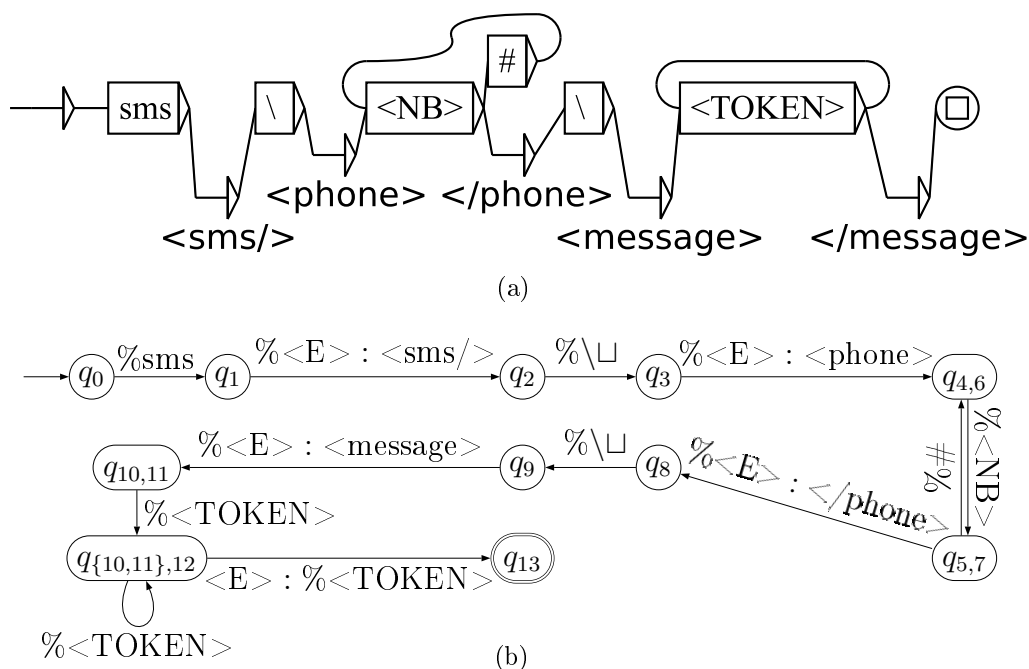 sms \ <NB> # \ <TOKEN>
<phone> </phone>
<sms/> <message> </message>
(a)
q0 %sms q1 %<E> : <sms/> q2 %\⊔ q3 %<E> : <phone> q4,6
%<NB>
#%
q10,11 %<E> : <message> q9 %\⊔ q8 %<E> : </phone> q5,7
%<TOKEN>
q{10,11},12 <E> : %<TOKEN> q13
%<TOKEN>
(b)